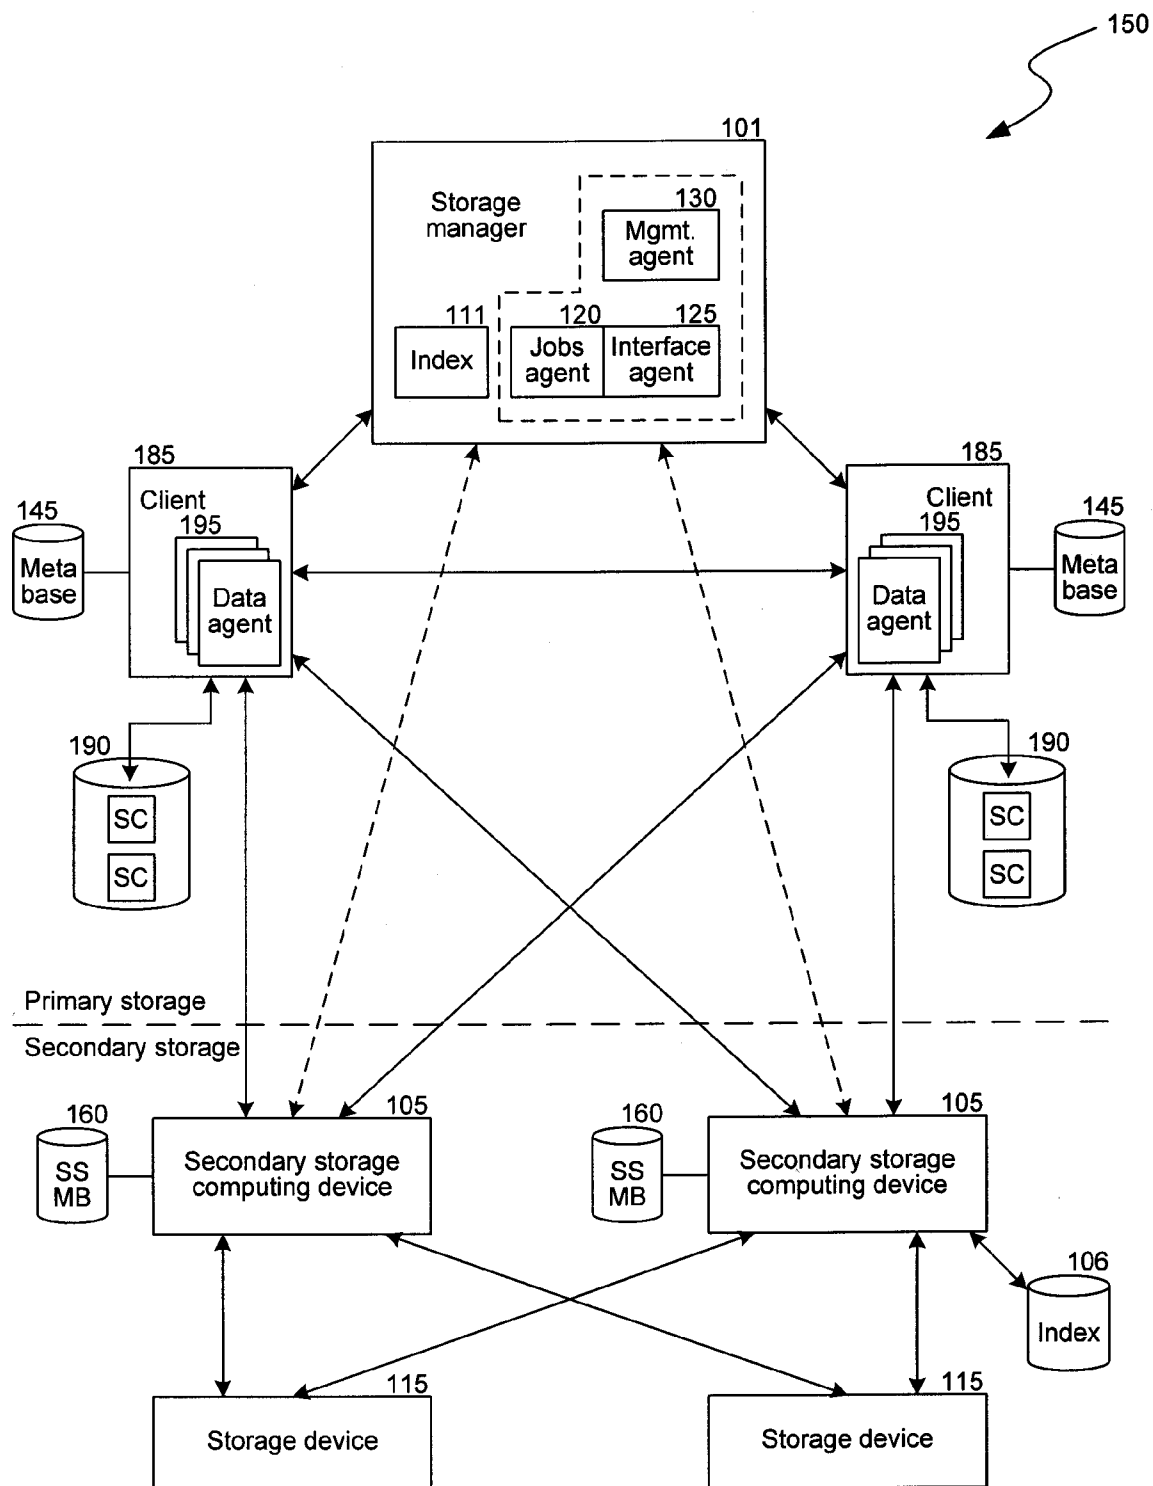 150
101
Storage
manager
130
Mgmt.
agent
111
Index
120
Jobs
agent
125
Interface
agent
185
Client
195
Data
agent
145
Meta
base
185
Client
195
Data
agent
145
Meta
base
190
SC
SC
190
SC
SC
Primary storage
Secondary storage
160
SS
MB
105
Secondary storage
computing device
160
SS
MB
105
Secondary storage
computing device
106
Index
115
Storage device
115
Storage device